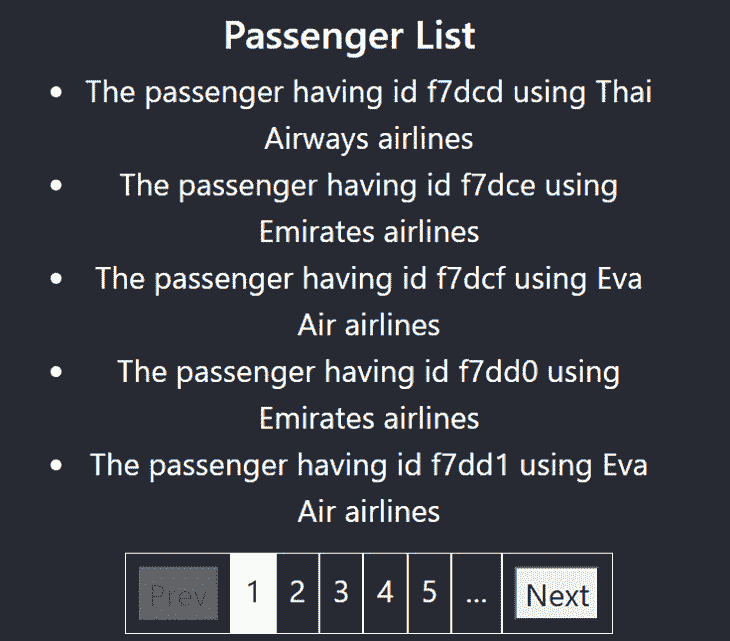 Passenger List
• The passenger having id f7dcd using Thai
Airways airlines
• The passenger having id f7dce using
Emirates airlines
• The passenger having id f7dcf using Eva
Air airlines
• The passenger having id f7dd0 using
Emirates airlines
• The passenger having id f7dd1 using Eva
Air airlines
Prev 1 2 3 4 5 ... Next